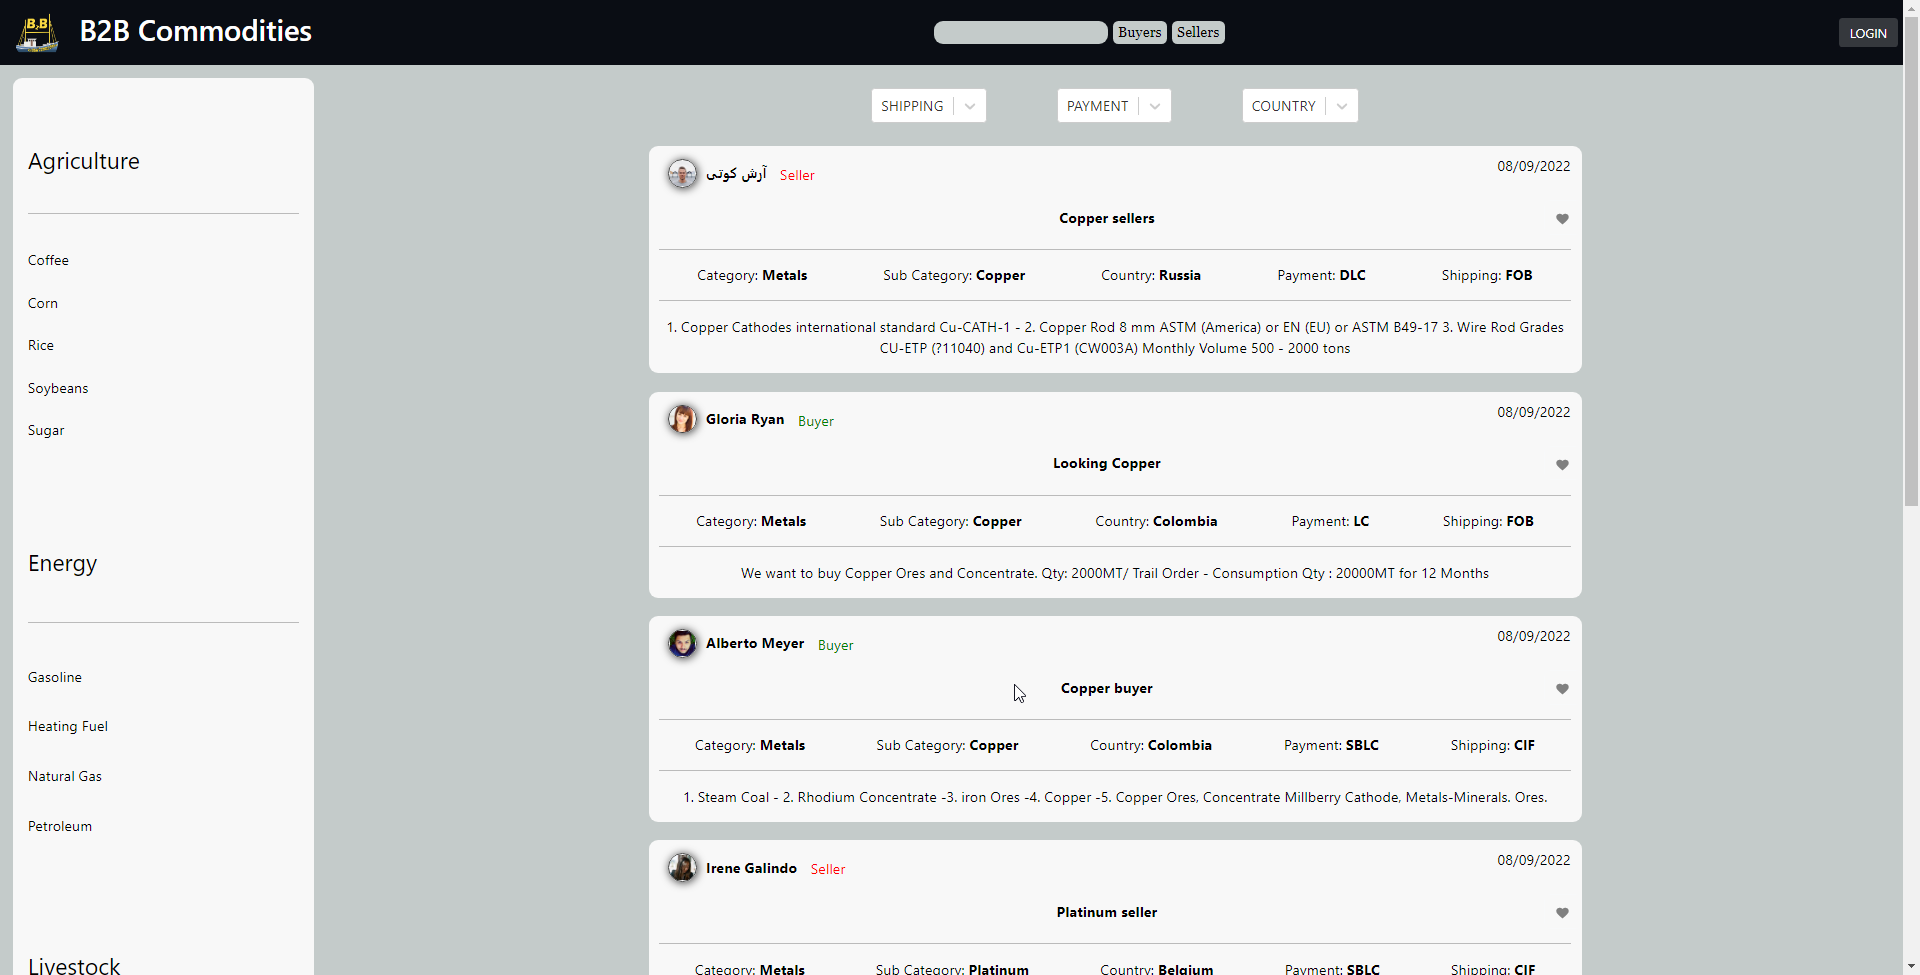 B2B
B2B Commodities
Buyers
Sellers
LOGIN
Agriculture
Coffee
Corn
Rice
Soybeans
Sugar
Energy
Gasoline
Heating Fuel
Natural Gas
Petroleum
Livestock
SHIPPING
PAYMENT
COUNTRY
آرش کوتی Seller 08/09/2022
Copper sellers
Category: Metals Sub Category: Copper Country: Russia Payment: DLC Shipping: FOB
1. Copper Cathodes international standard Cu-CATH-1 - 2. Copper Rod 8 mm ASTM (America) or EN (EU) or ASTM B49-17 3. Wire Rod Grades
CU-ETP (?11040) and Cu-ETP1 (CW003A) Monthly Volume 500 - 2000 tons
Gloria Ryan Buyer 08/09/2022
Looking Copper
Category: Metals Sub Category: Copper Country: Colombia Payment: LC Shipping: FOB
We want to buy Copper Ores and Concentrate. Qty: 2000MT/ Trail Order - Consumption Qty : 20000MT for 12 Months
Alberto Meyer Buyer 08/09/2022
Copper buyer
Category: Metals Sub Category: Copper Country: Colombia Payment: SBLC Shipping: CIF
1. Steam Coal - 2. Rhodium Concentrate -3. iron Ores -4. Copper -5. Copper Ores, Concentrate Millberry Cathode, Metals-Minerals. Ores.
Irene Galindo Seller 08/09/2022
Platinum seller
Category: Metals Sub Category: Platinum Country: Belgium Payment: SBLC Shipping: CIF